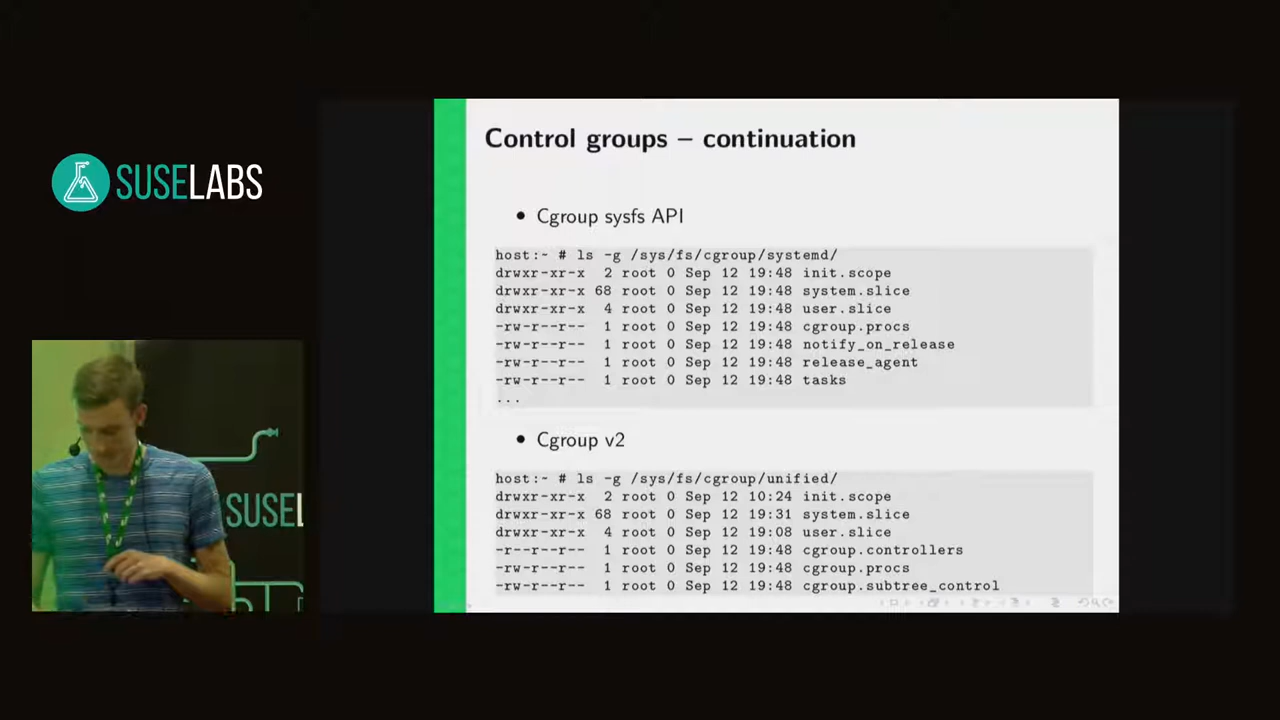 SUSELABS
Control groups – continuation
• Cgroup sysfs API
host:~ # ls -g /sys/fs/cgroup/systemd/
drwxr-xr-x 2 root 0 Sep 12 19:48 init.scope
drwxr-xr-x 68 root 0 Sep 12 19:48 system.slice
drwxr-xr-x 4 root 0 Sep 12 19:48 user.slice
-rw-r--r-- 1 root 0 Sep 12 19:48 cgroup.procs
-rw-r--r-- 1 root 0 Sep 12 19:48 notify_on_release
-rw-r--r-- 1 root 0 Sep 12 19:48 release_agent
-rw-r--r-- 1 root 0 Sep 12 19:48 tasks
...
• Cgroup v2
host:~ # ls -g /sys/fs/cgroup/unified/
drwxr-xr-x 2 root 0 Sep 12 10:24 init.scope
drwxr-xr-x 68 root 0 Sep 12 19:31 system.slice
drwxr-xr-x 4 root 0 Sep 12 19:08 user.slice
-r--r--r-- 1 root 0 Sep 12 19:48 cgroup.controllers
-rw-r--r-- 1 root 0 Sep 12 19:48 cgroup.procs
-rw-r--r-- 1 root 0 Sep 12 19:48 cgroup.subtree_control
SUSEL